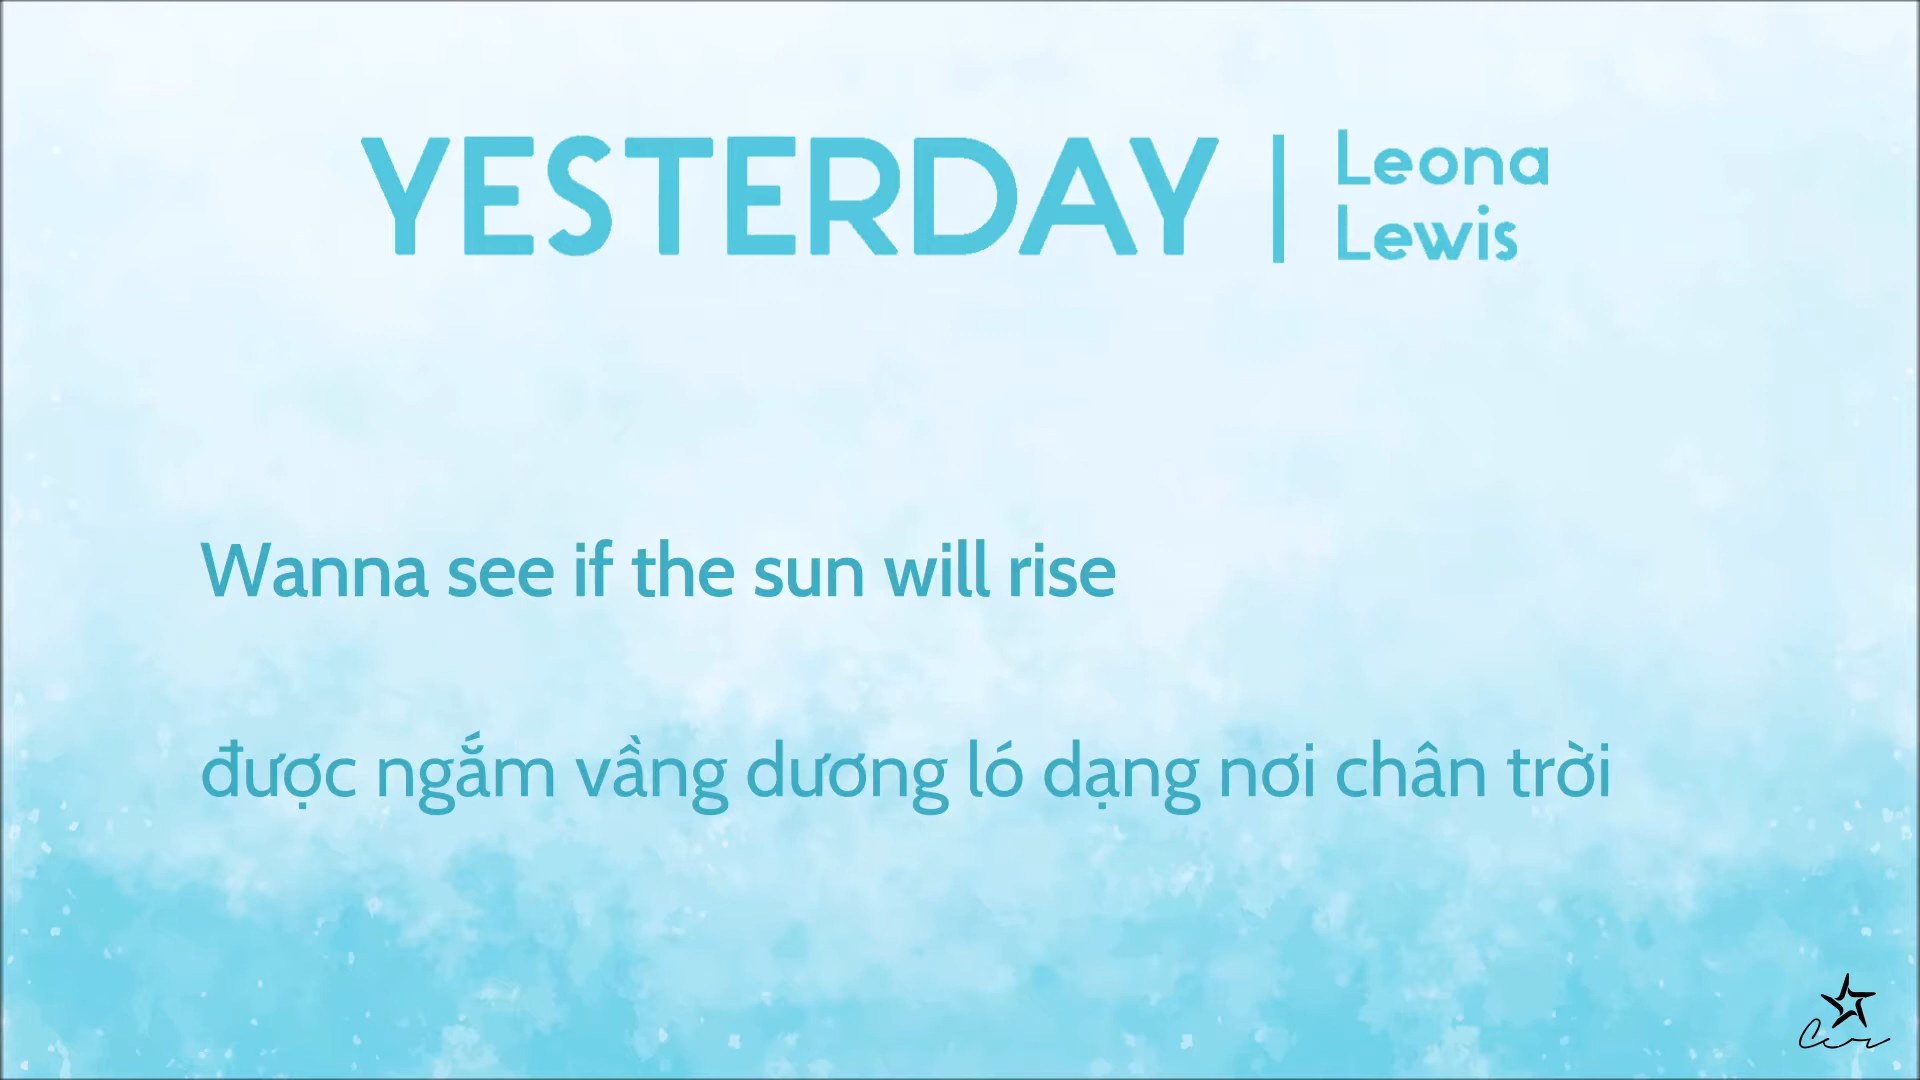 YESTERDAY
Leona
Lewis
Wanna see if the sun will rise
được ngắm vầng dương ló dạng nơi chân trời